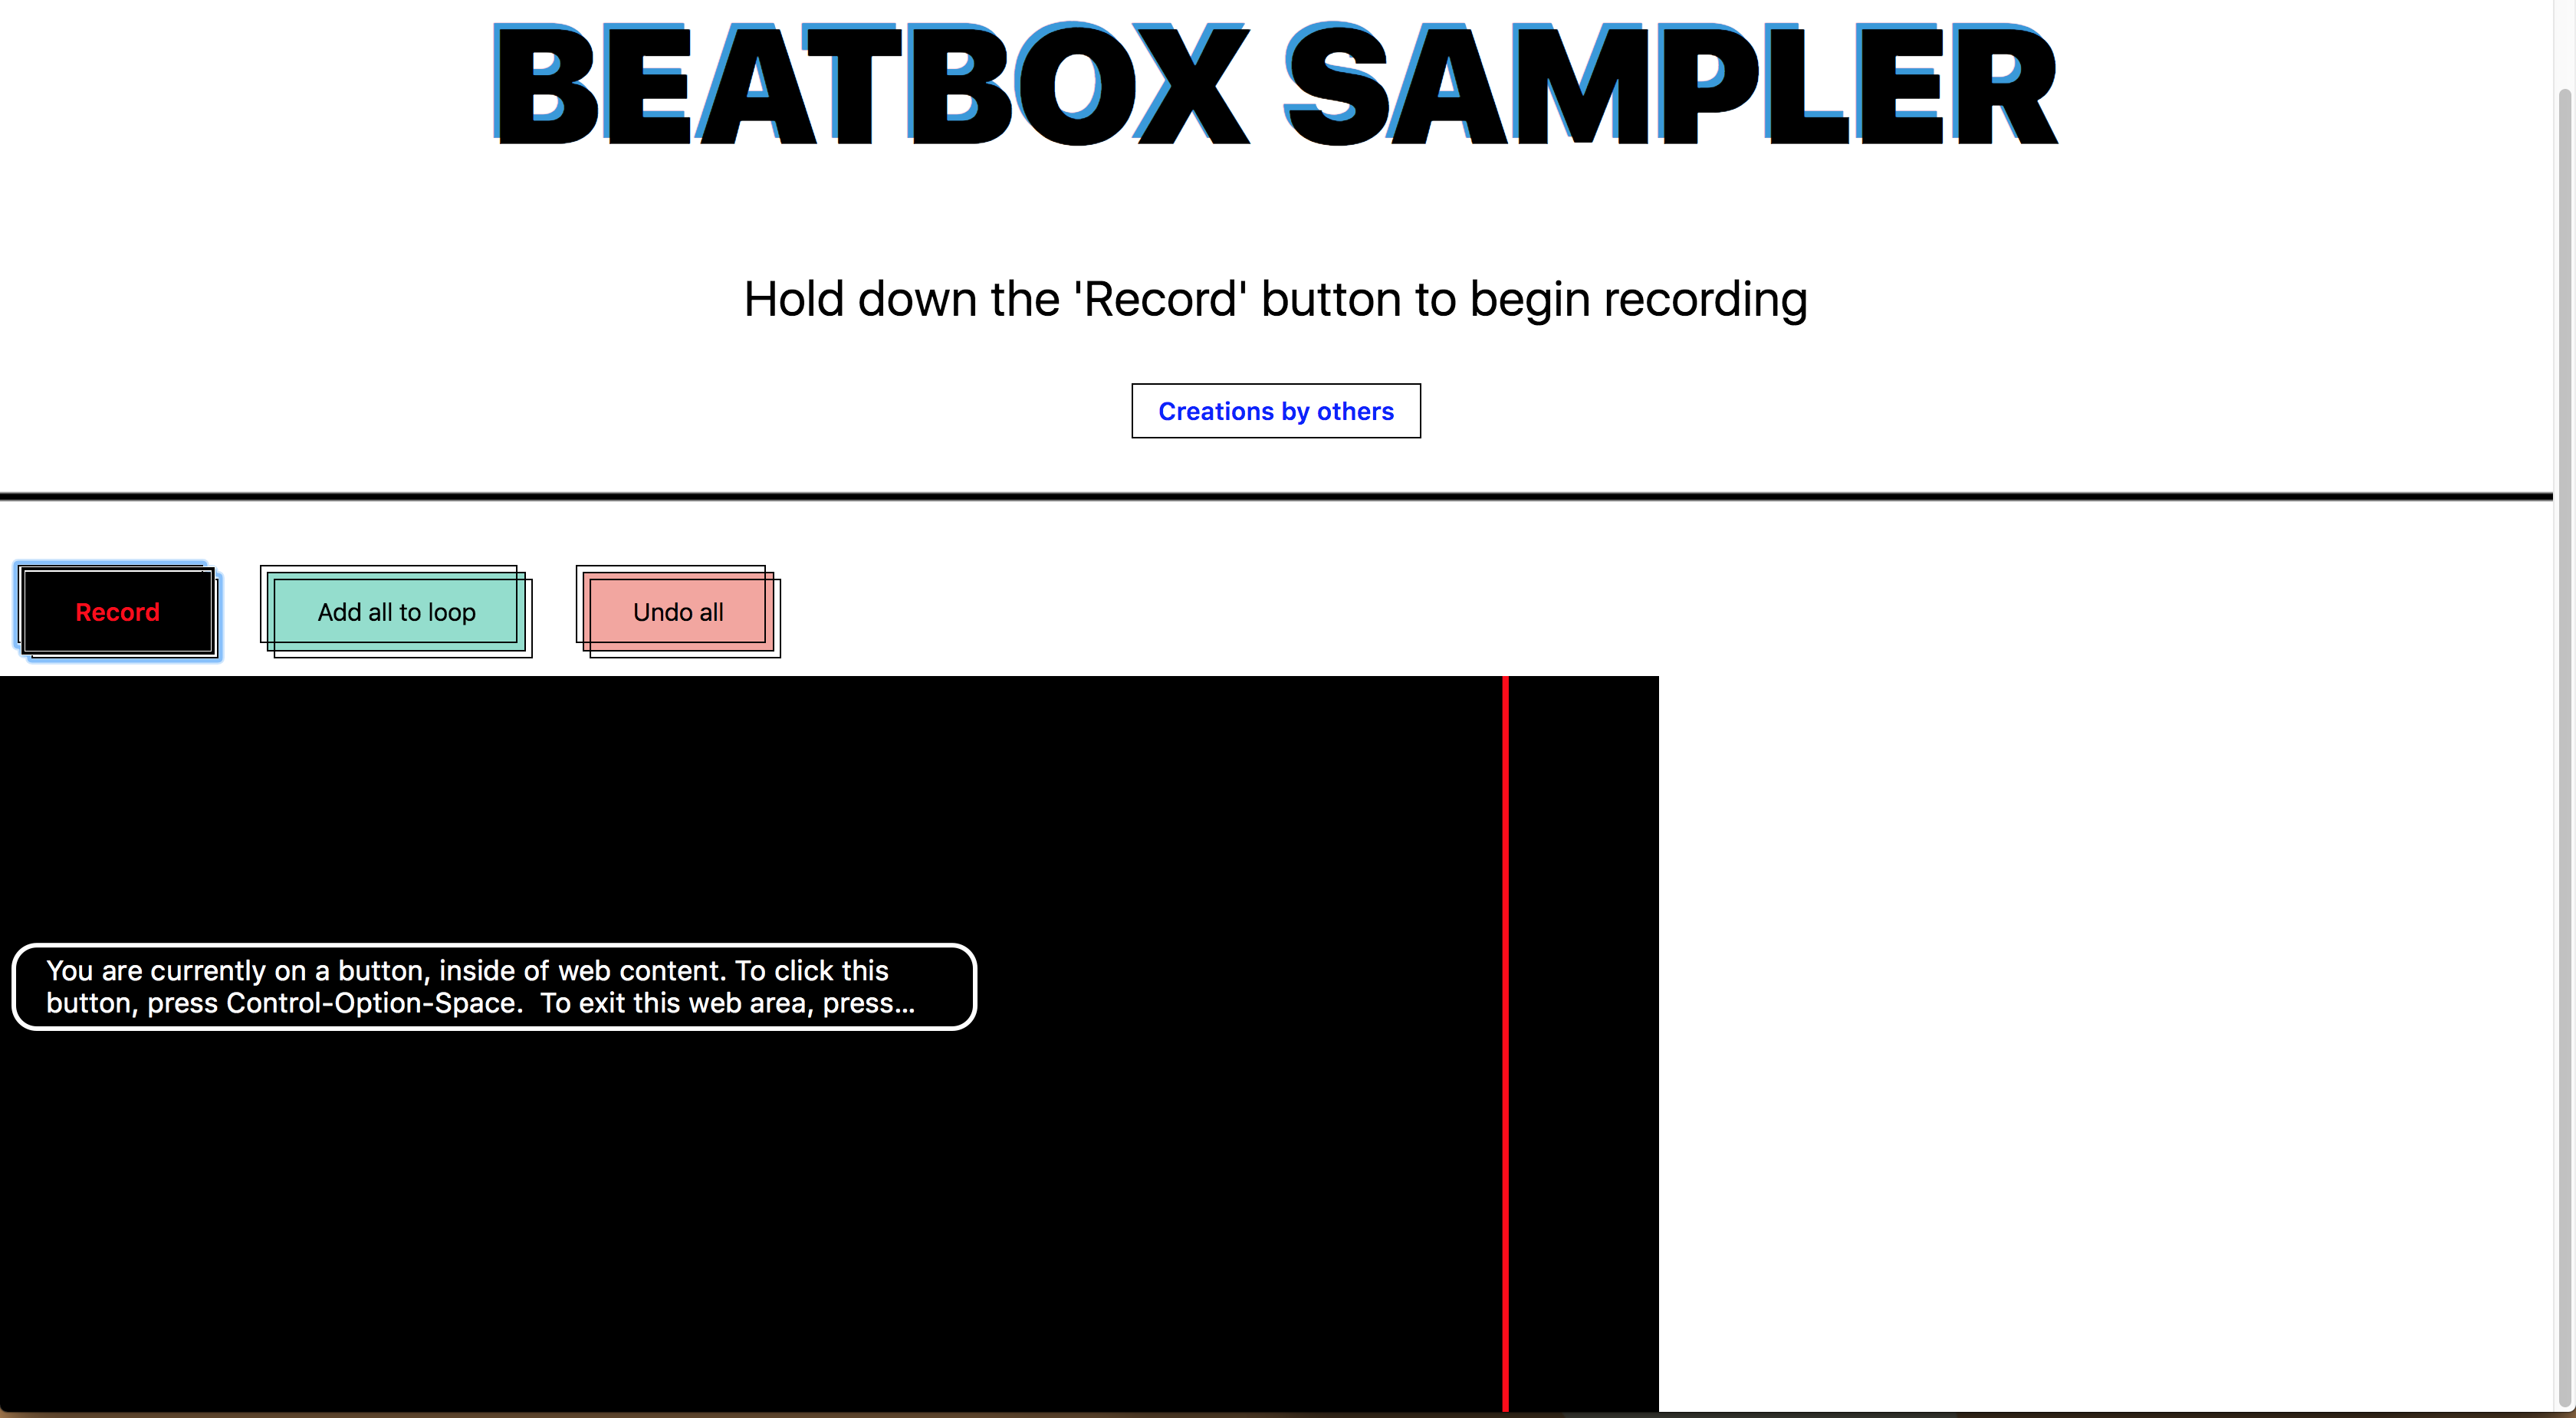 BEATBOX SAMPLER
Hold down the 'Record' button to begin recording
Creations by others
Record
Add all to loop
Undo all
You are currently on a button, inside of web content. To click this
button, press Control-Option-Space.  To exit this web area, press...